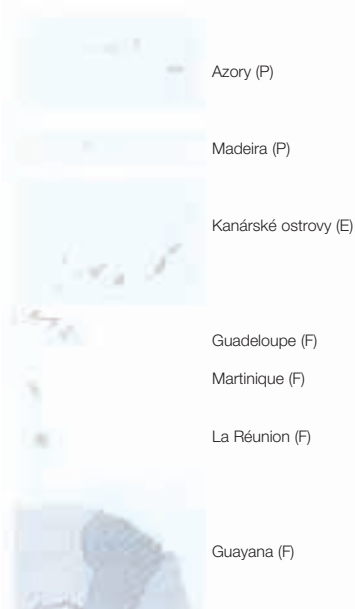 Azory (P)
Madeira (P)
Kanárské ostrovy (E)
Guadeloupe (F)
Martinique (F)
La Réunion (F)
Guayana (F)